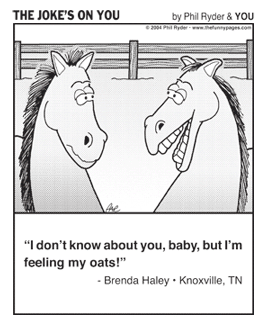 THE JOKE'S ON YOU by Phil Ryder & YOU
© 2004 Phil Ryder • www.thefunnypages.com
"I don't know about you, baby, but I'm
feeling my oats!"
- Brenda Haley • Knoxville, TN